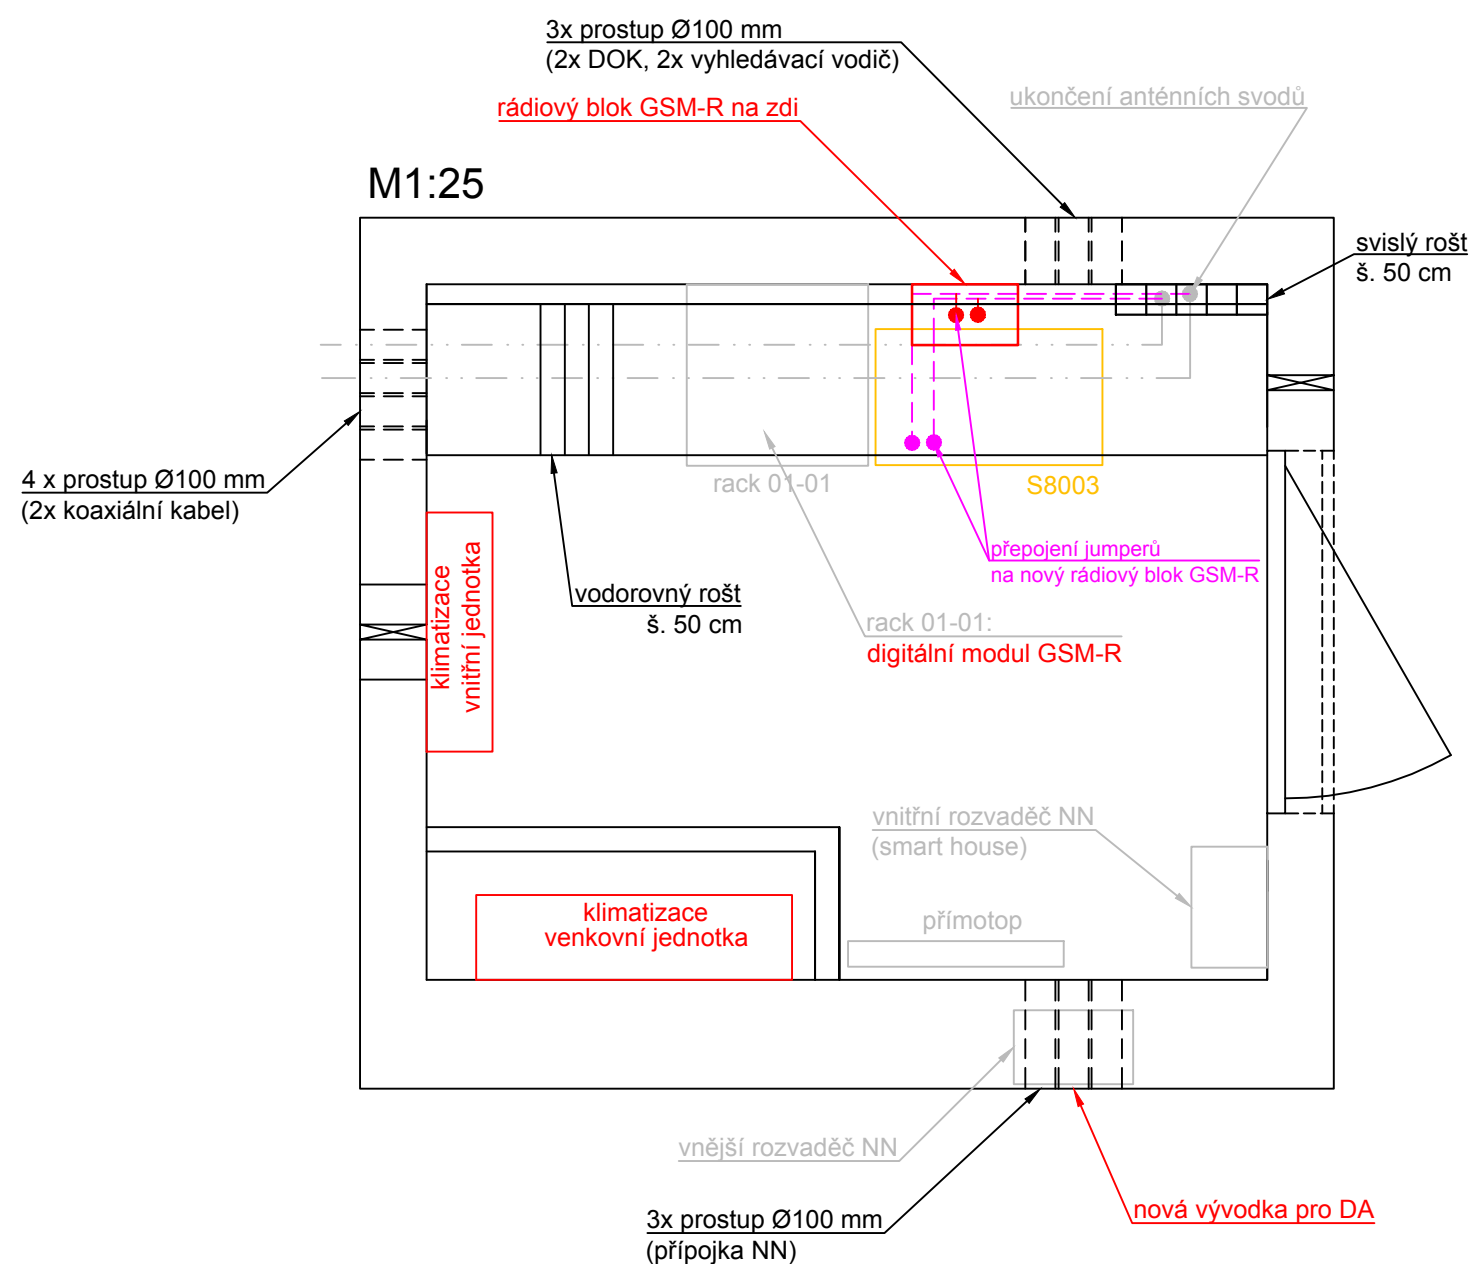 3x prostup Ø100 mm
(2x DOK, 2x vyhledávací vodič)
rádiový blok GSM-R na zdi
ukončení anténních svodů
M1:25
svislý rošt
š. 50 cm
4 x prostup Ø100 mm
(2x koaxiální kabel)
rack 01-01
S8003
přepojení jumperů
na nový rádiový blok GSM-R
klimatizace
vnitřní jednotka
vodorovný rošt
š. 50 cm
rack 01-01:
digitální modul GSM-R
vnitřní rozvaděč NN
(smart house)
klimatizace
venkovní jednotka
přímotop
vnější rozvaděč NN
3x prostup Ø100 mm
(přípojka NN)
nová vývodka pro DA